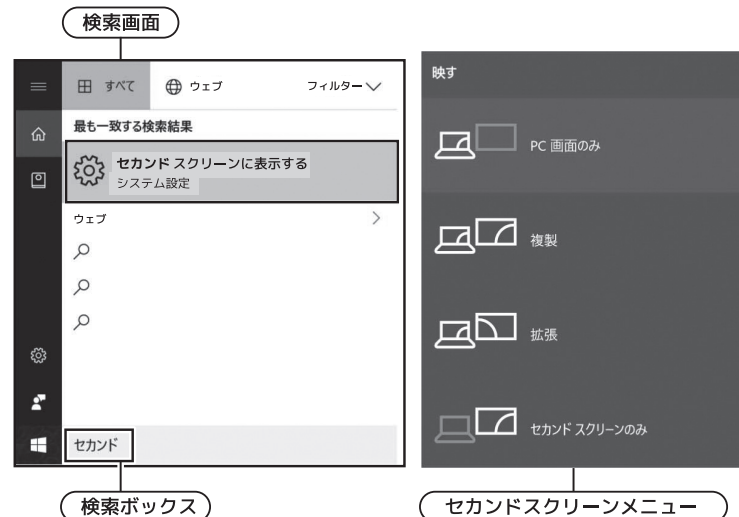 検索画面
すべて
ウェブ
フィルター
最も一致する検索結果
セカンド スクリーンに表示する
システム設定
ウェブ
セカンド
検索ボックス
映す
PC 画面のみ
複製
拡張
セカンド スクリーンのみ
セカンドスクリーンメニュー